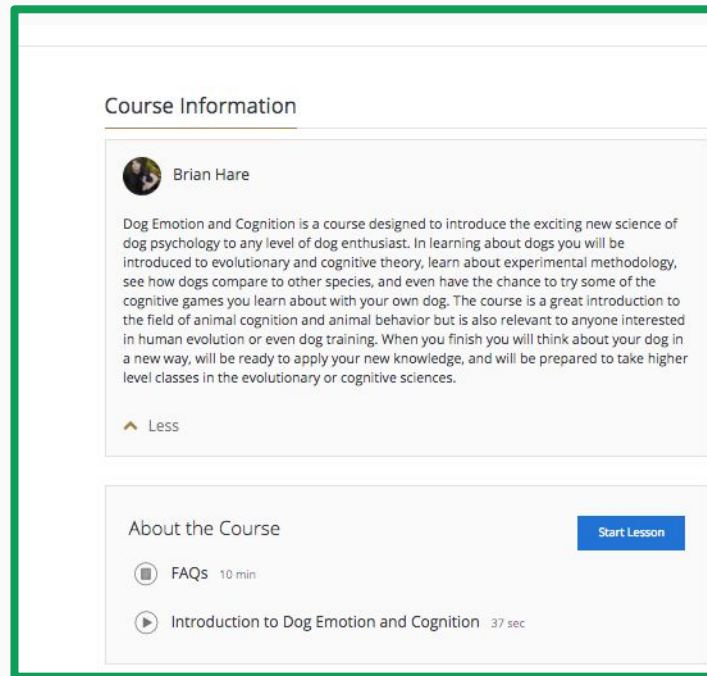 Course Information
Brian Hare
Dog Emotion and Cognition is a course designed to introduce the exciting new science of
dog psychology to any level of dog enthusiast. In learning about dogs you will be
introduced to evolutionary and cognitive theory, learn about experimental methodology,
see how dogs compare to other species, and even have the chance to try some of the
cognitive games you learn about with your own dog. The course is a great introduction to
the field of animal cognition and animal behavior but is also relevant to anyone interested
in human evolution or even dog training. When you finish you will think about your dog in
a new way, will be ready to apply your new knowledge, and will be prepared to take higher
level classes in the evolutionary or cognitive sciences.
Less
About the Course
Start Lesson
FAQs 10 min
Introduction to Dog Emotion and Cognition 37 sec